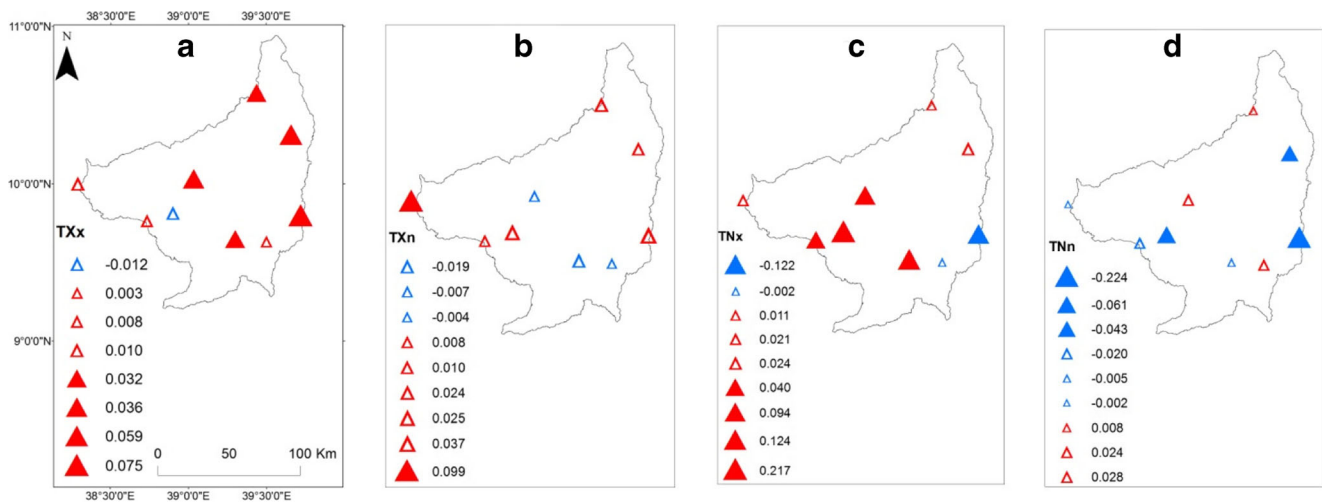 38°30'0"E 39°0'0"E 39°30'0"E
11°0'0"N
N
a
b
c
d
10°0'0"N
9°0'0"N
TXx
-0.012
0.003
0.008
0.010
0.032
0.036
0.059
0.075
0 50 100 Km
38°30'0"E 39°0'0"E 39°30'0"E
TXn
-0.019
-0.007
-0.004
0.008
0.010
0.024
0.025
0.037
0.099
TNx
-0.122
-0.002
0.011
0.021
0.024
0.040
0.094
0.124
0.217
TNn
-0.224
-0.061
-0.043
-0.020
-0.005
-0.002
0.008
0.024
0.028